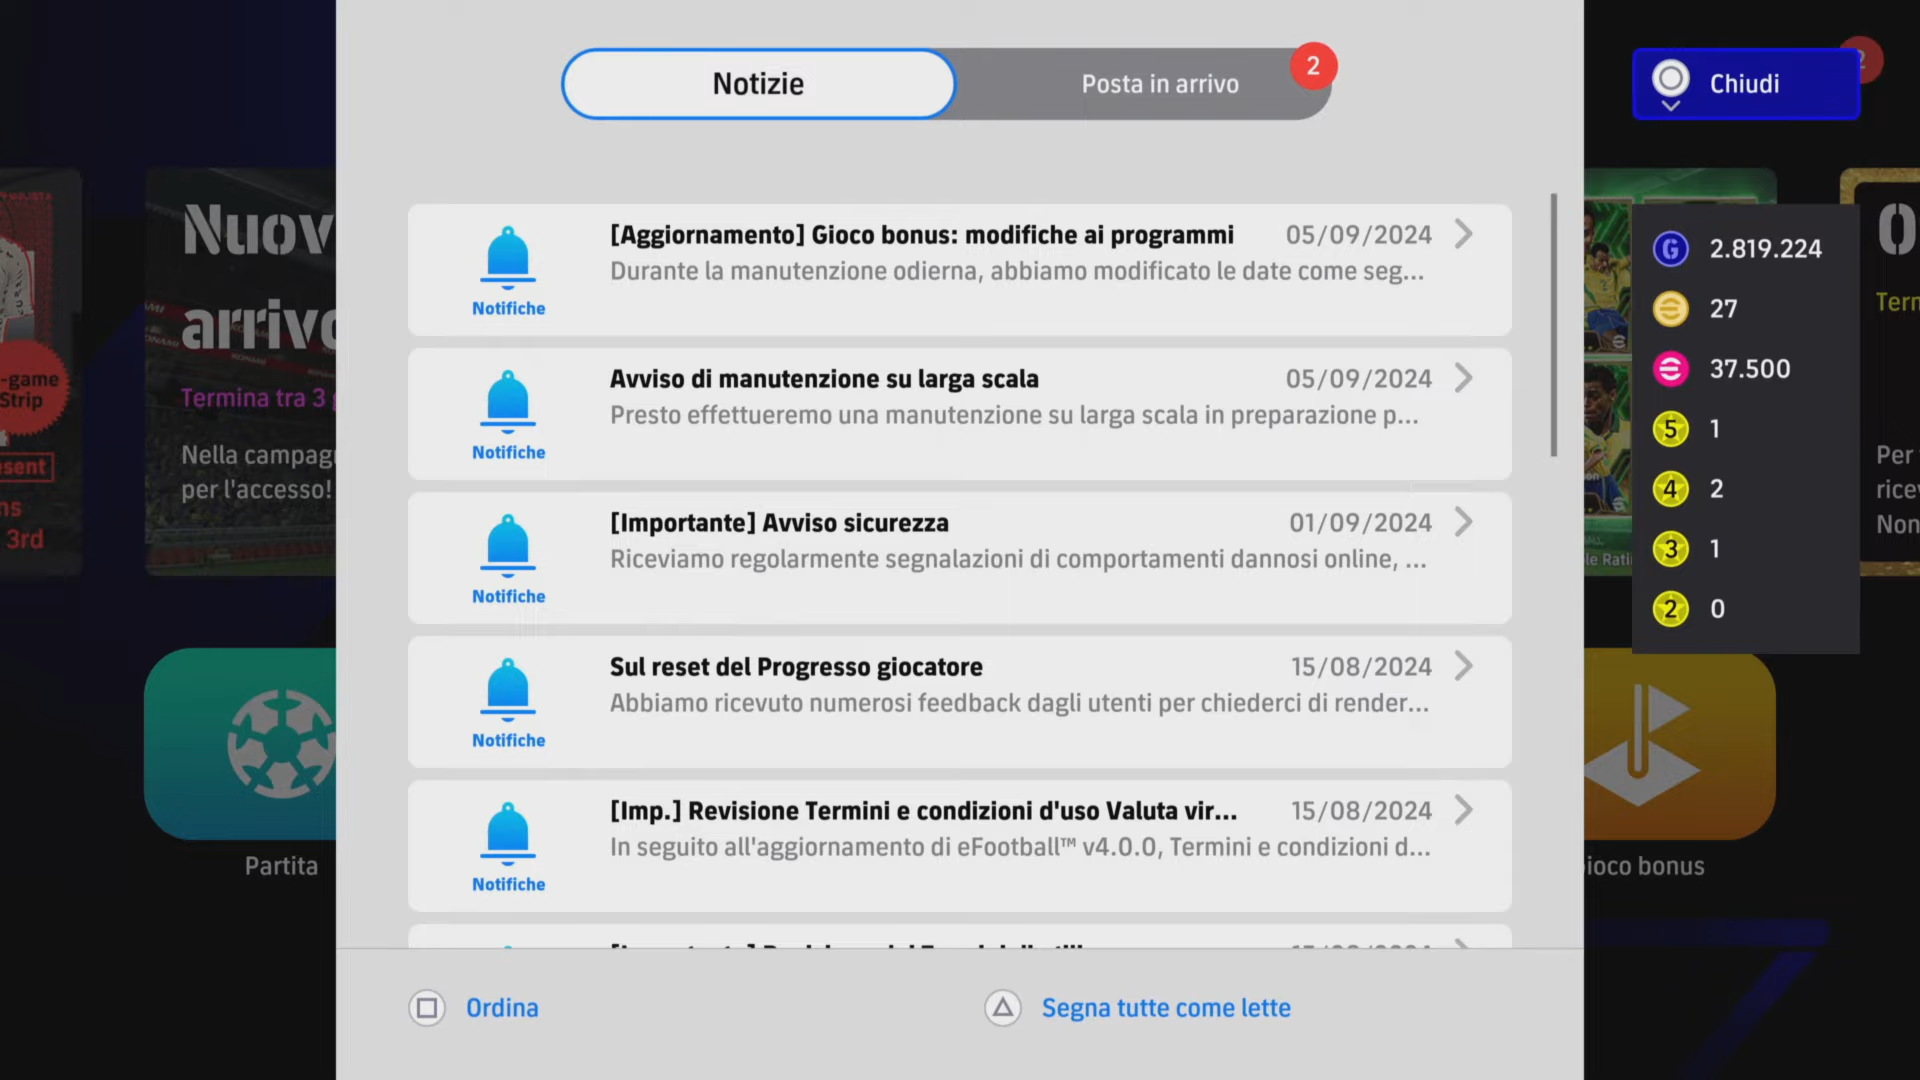 Notizie
Posta in arrivo
2
Chiudi
[Aggiornamento] Gioco bonus: modifiche ai programmi
05/09/2024
Durante la manutenzione odierna, abbiamo modificato le date come seg...
Notifiche
Avviso di manutenzione su larga scala
05/09/2024
Presto effettueremo una manutenzione su larga scala in preparazione p...
Notifiche
[Importante] Avviso sicurezza
01/09/2024
Riceviamo regolarmente segnalazioni di comportamenti dannosi online, ...
Notifiche
Sul reset del Progresso giocatore
15/08/2024
Abbiamo ricevuto numerosi feedback dagli utenti per chiederci di render...
Notifiche
[Imp.] Revisione Termini e condizioni d'uso Valuta vir...
15/08/2024
In seguito all'aggiornamento di eFootball™ v4.0.0, Termini e condizioni d...
Notifiche
Ordina
Segna tutte come lette
G 2.819.224
27
37.500
5 1
4 2
3 1
2 0
Nuov
arrivo
Termina tra 3
Nella campag
per l'accesso!
-game
Strip
3rd
Partita
ioco bonus
Per
Non